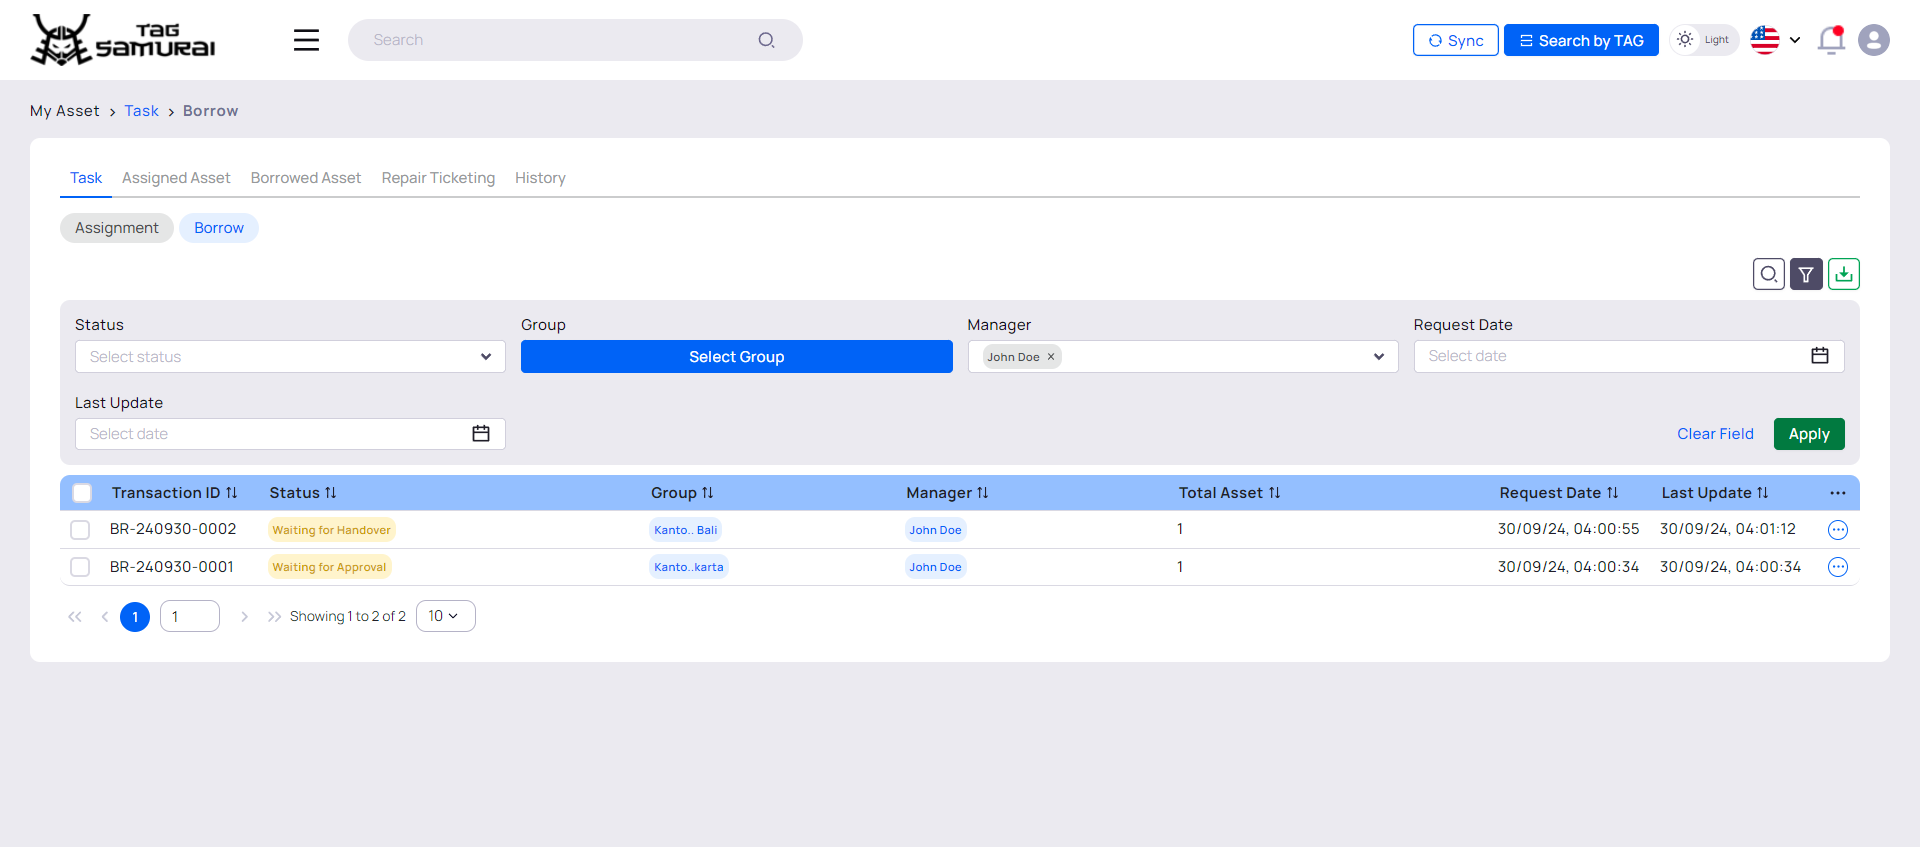 TAG SAMURAI
Search
Sync
Search by TAG
Light
My Asset > Task > Borrow
Task Assigned Asset Borrowed Asset Repair Ticketing History
Assignment Borrow
Status Group Manager Request Date
Select status Select Group John Doe × Select date
Last Update
Select date Clear Field Apply
Transaction ID Status Group Manager Total Asset Request Date Last Update ...
BR-240930-0002 Waiting for Handover Kanto.. Bali John Doe 1 30/09/24, 04:00:55 30/09/24, 04:01:12
BR-240930-0001 Waiting for Approval Kanto..karta John Doe 1 30/09/24, 04:00:34 30/09/24, 04:00:34
1 1 Showing 1 to 2 of 2 10